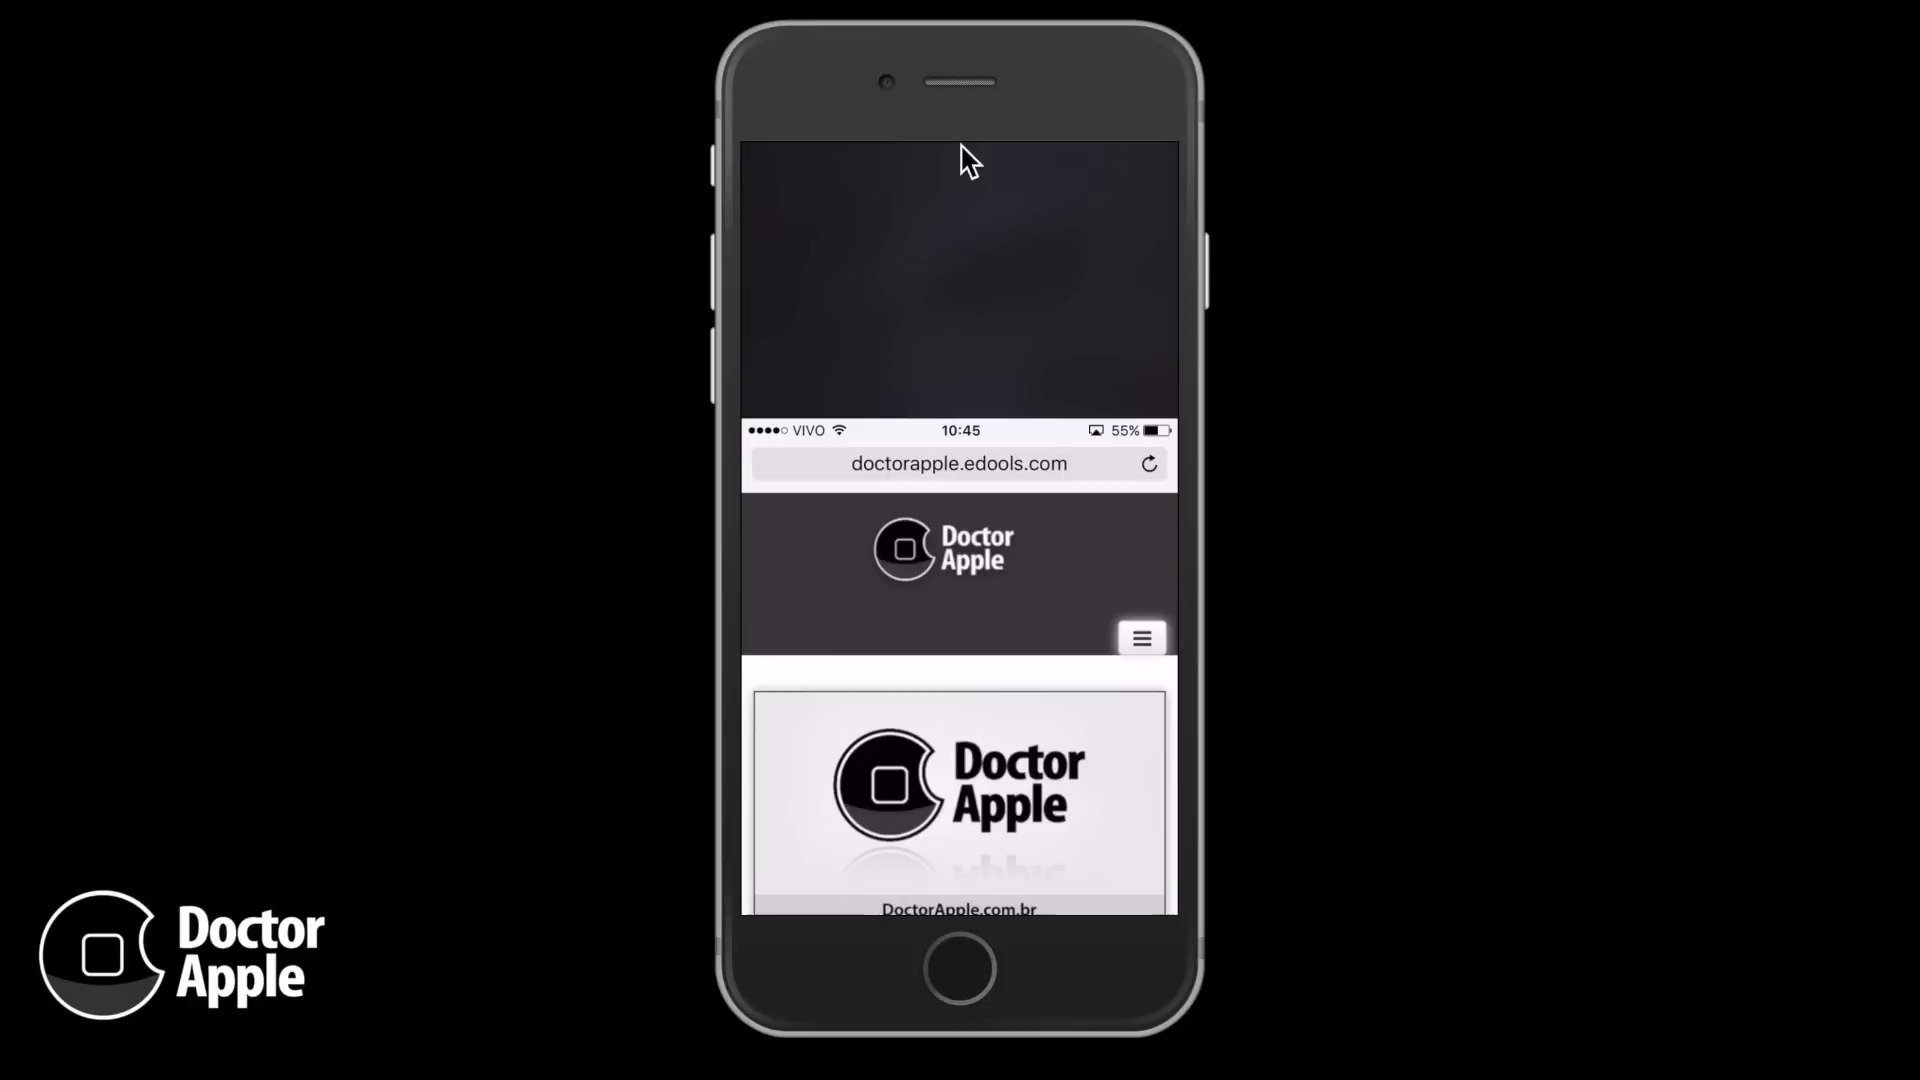 VIVO 10:45 55%
doctorapple.edools.com
Doctor
Apple
Doctor
Apple
DoctorApple.com.br
Doctor
Apple